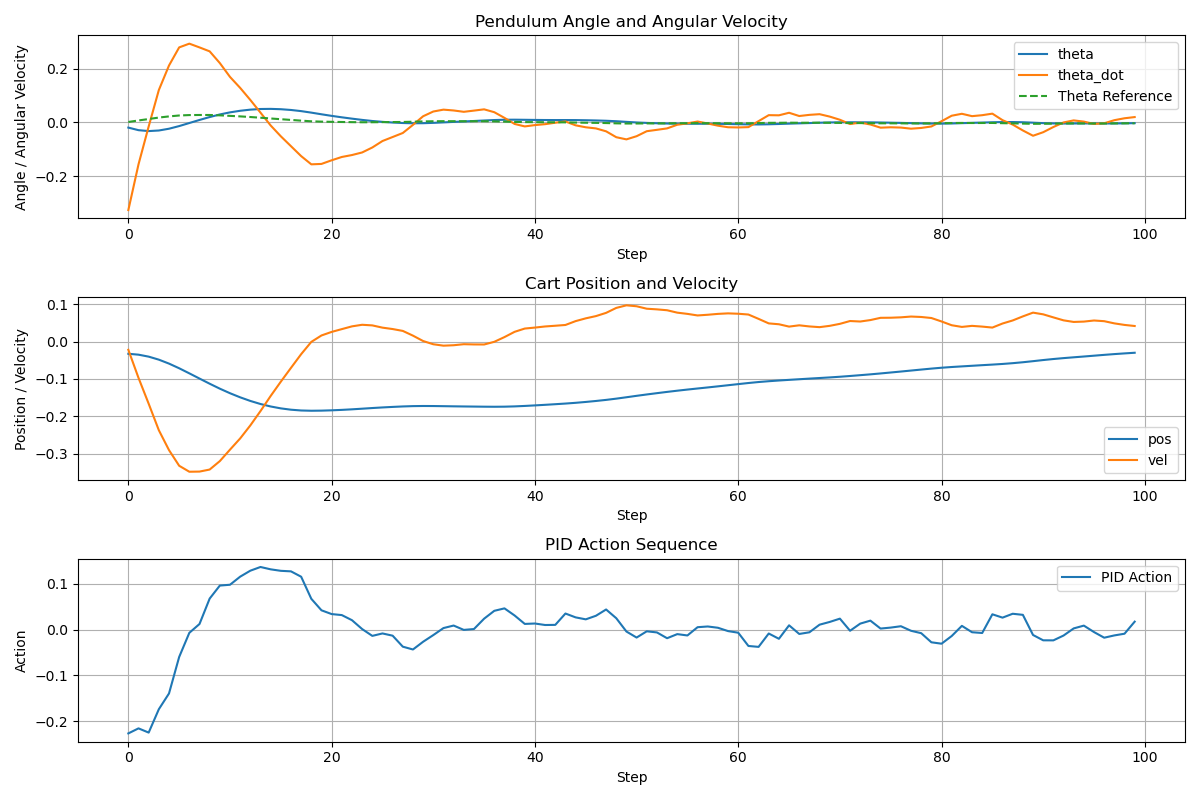 Pendulum Angle and Angular Velocity
Angle / Angular Velocity
0.2
0.0
−0.2
theta
theta_dot
Theta Reference
0 20 40 60 80 100
Step
Cart Position and Velocity
Position / Velocity
0.1
0.0
−0.1
−0.2
−0.3
pos
vel
0 20 40 60 80 100
Step
PID Action Sequence
Action
0.1
0.0
−0.1
−0.2
PID Action
0 20 40 60 80 100
Step